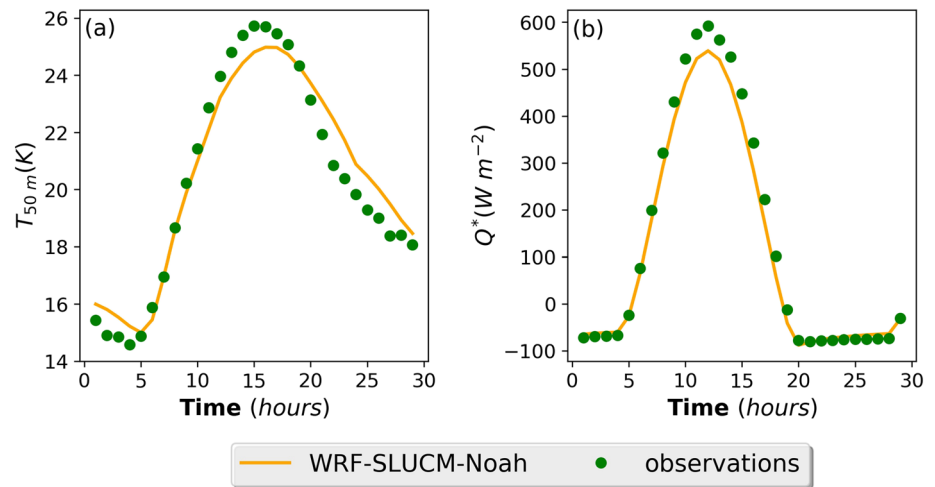 (a)
26
24
22
20
18
16
14
T50 m(K)
0 5 10 15 20 25 30
Time (hours)
(b)
600
500
400
300
200
100
0
−100
Q*(W m−2)
0 5 10 15 20 25 30
Time (hours)
WRF-SLUCM-Noah observations